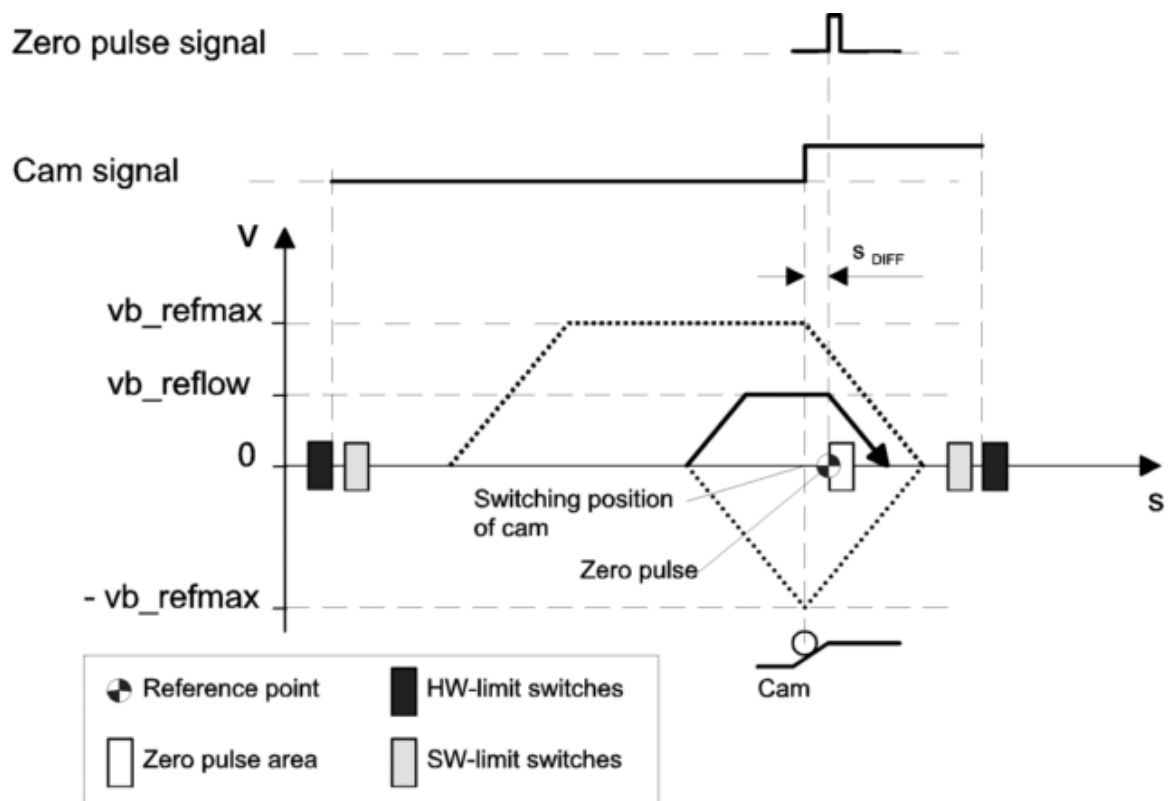 Zero pulse signal
Cam signal
V
s DIFF
vb_refmax
vb_reflow
0
s
Switching position
of cam
Zero pulse
- vb_refmax
Cam
Reference point
HW-limit switches
Zero pulse area
SW-limit switches